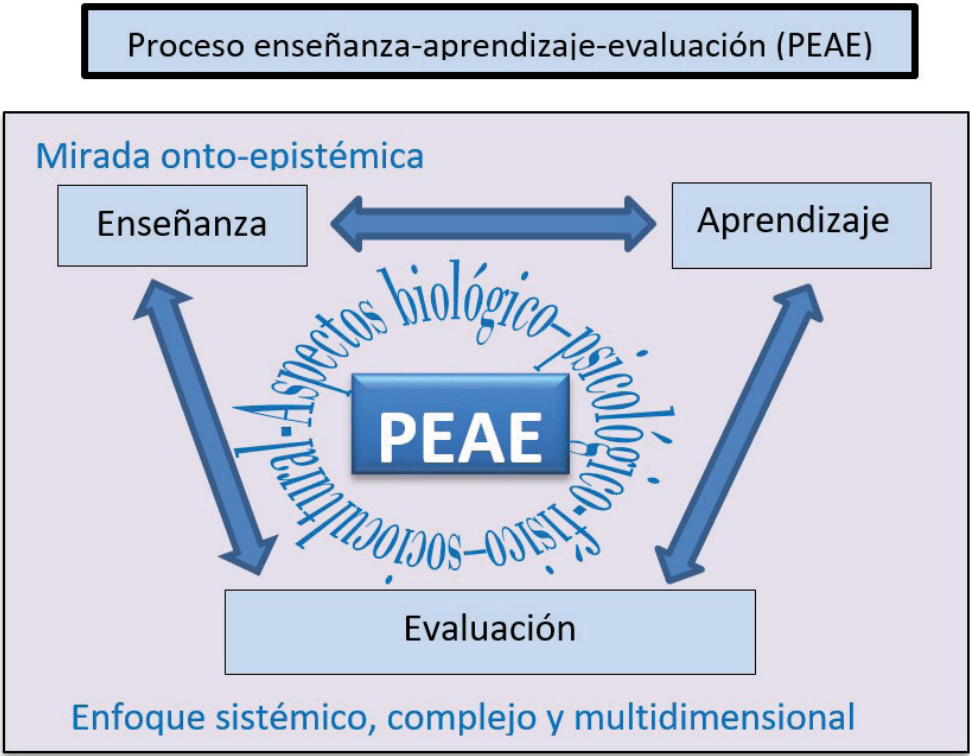 Proceso enseñanza-aprendizaje-evaluación (PEAE)
Mirada onto-epistémica
Enseñanza
Aprendizaje
Aspectos biológico–psicológico-físico–sociocultural-
PEAE
Evaluación
Enfoque sistémico, complejo y multidimensional